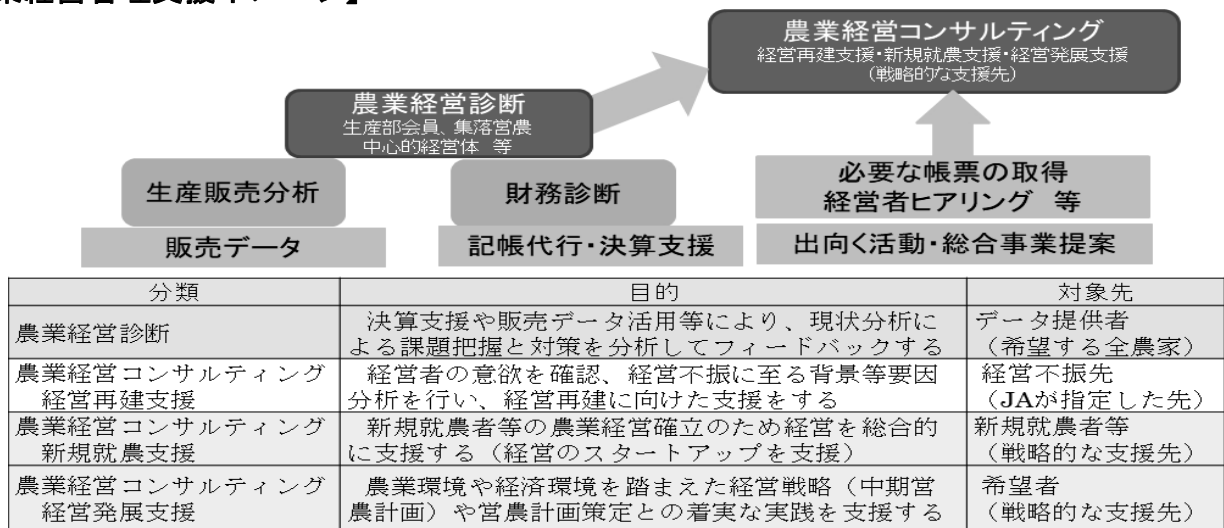 農業経営コンサルティング
経営再建支援・新規就農支援・経営発展支援
(戦略的な支援先)
農業経営診断
生産部会員、集落営農
中心的経営体 等
生産販売分析
財務診断
必要な帳票の取得
経営者ヒアリング 等
販売データ
記帳代行・決算支援
出向く活動・総合事業提案
分類 目的 対象先
農業経営診断
決算支援や販売データ活用等により、現状分析に
よる課題把握と対策を分析してフィードバックする
データ提供者
(希望する全農家)
農業経営コンサルティング
経営再建支援
経営者の意欲を確認、経営不振に至る背景等要因
分析を行い、経営再建に向けた支援をする
経営不振先
(JAが指定した先)
農業経営コンサルティング
新規就農支援
新規就農者等の農業経営確立のため経営を総合的
に支援する(経営のスタートアップを支援)
新規就農者等
(戦略的な支援先)
農業経営コンサルティング
経営発展支援
農業環境や経済環境を踏まえた経営戦略(中期営
農計画)や営農計画策定との着実な実践を支援する
希望者
(戦略的な支援先)